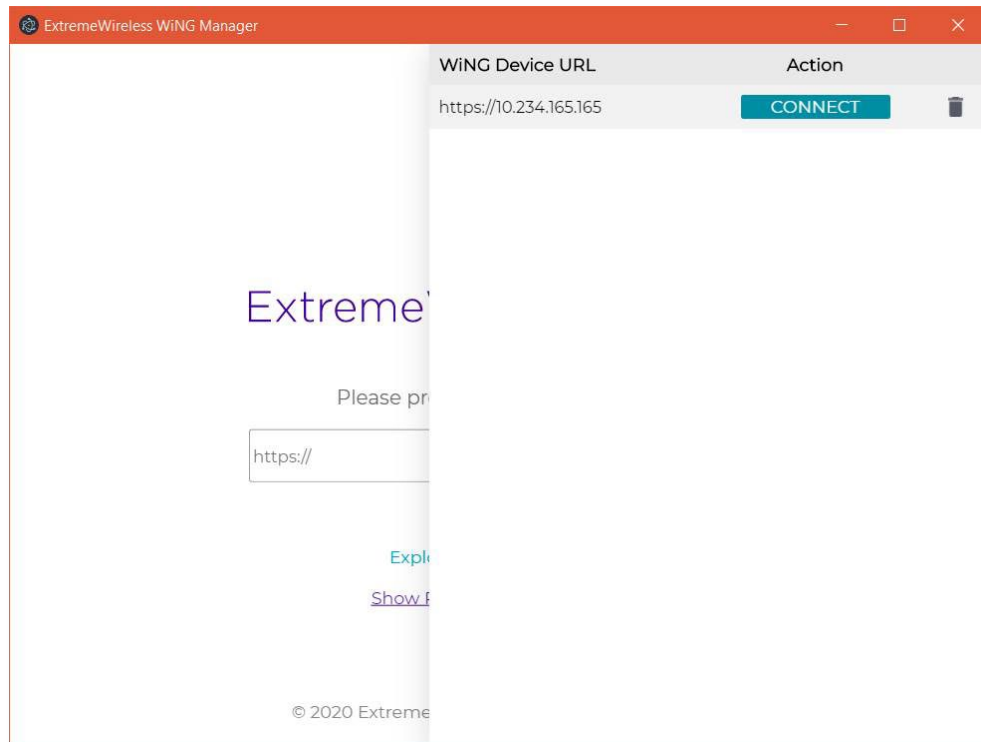 ExtremeWireless WiNG Manager
WiNG Device URL Action
https://10.234.165.165 CONNECT
Extreme
Please pr
https://
Expl
Show
© 2020 Extreme